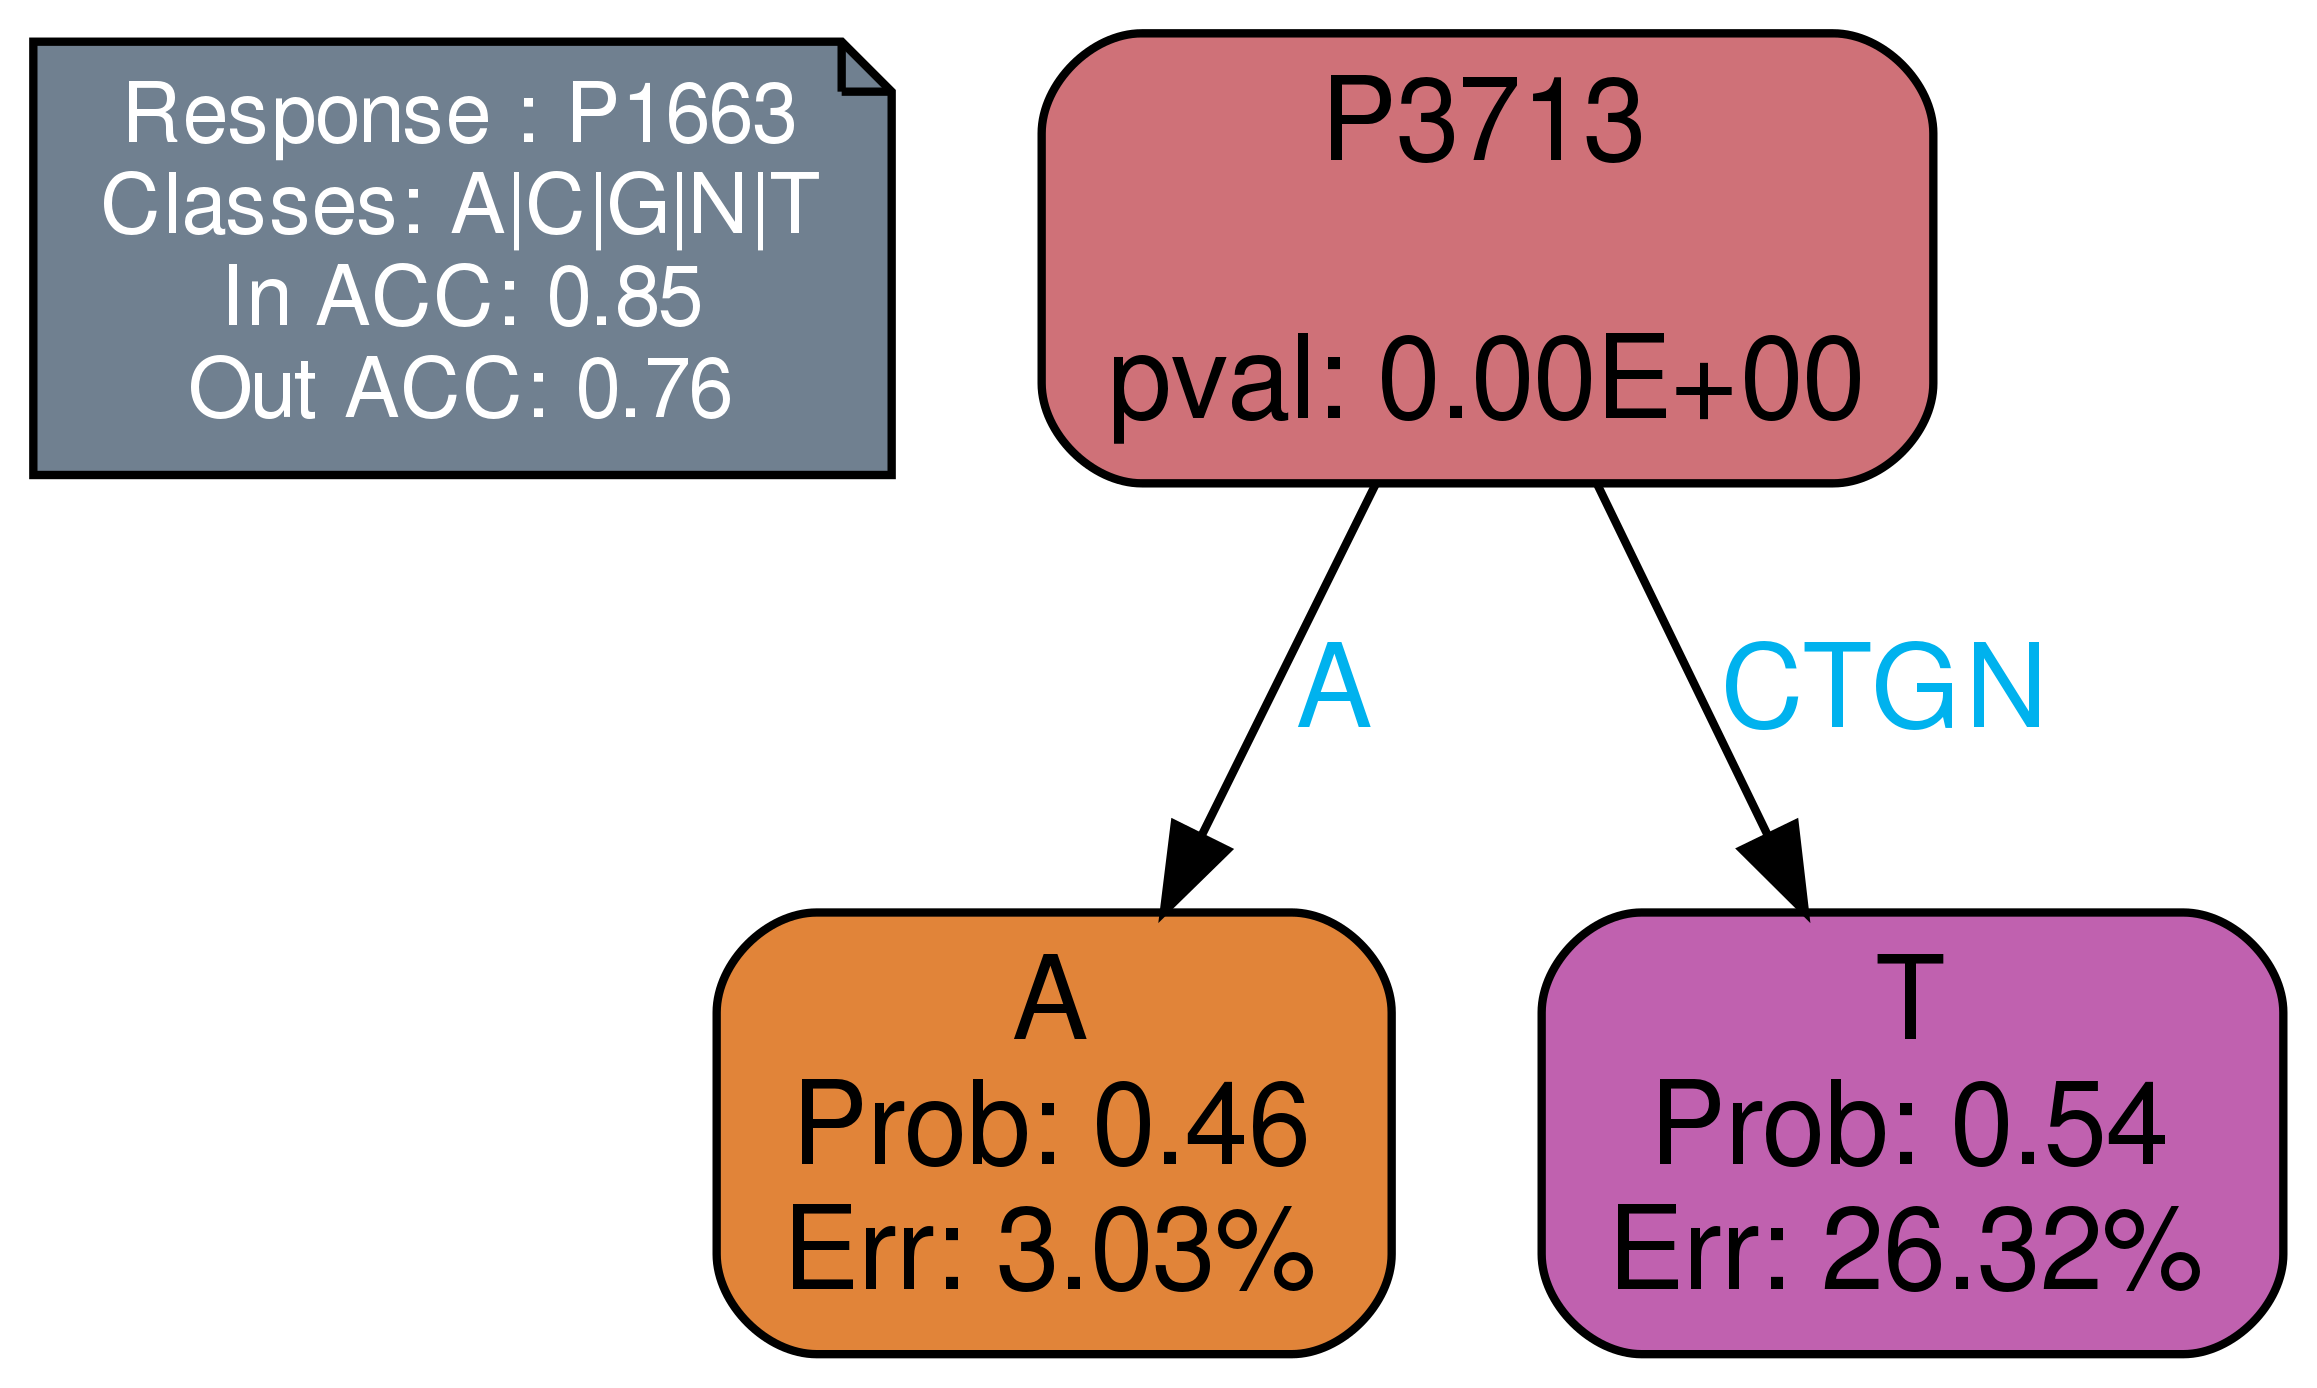 Response : P1663
Classes: A|C|G|N|T
In ACC: 0.85
Out ACC: 0.76
P3713
pval: 0.00E+00
A
CTGN
A
Prob: 0.46
Err: 3.03%
T
Prob: 0.54
Err: 26.32%